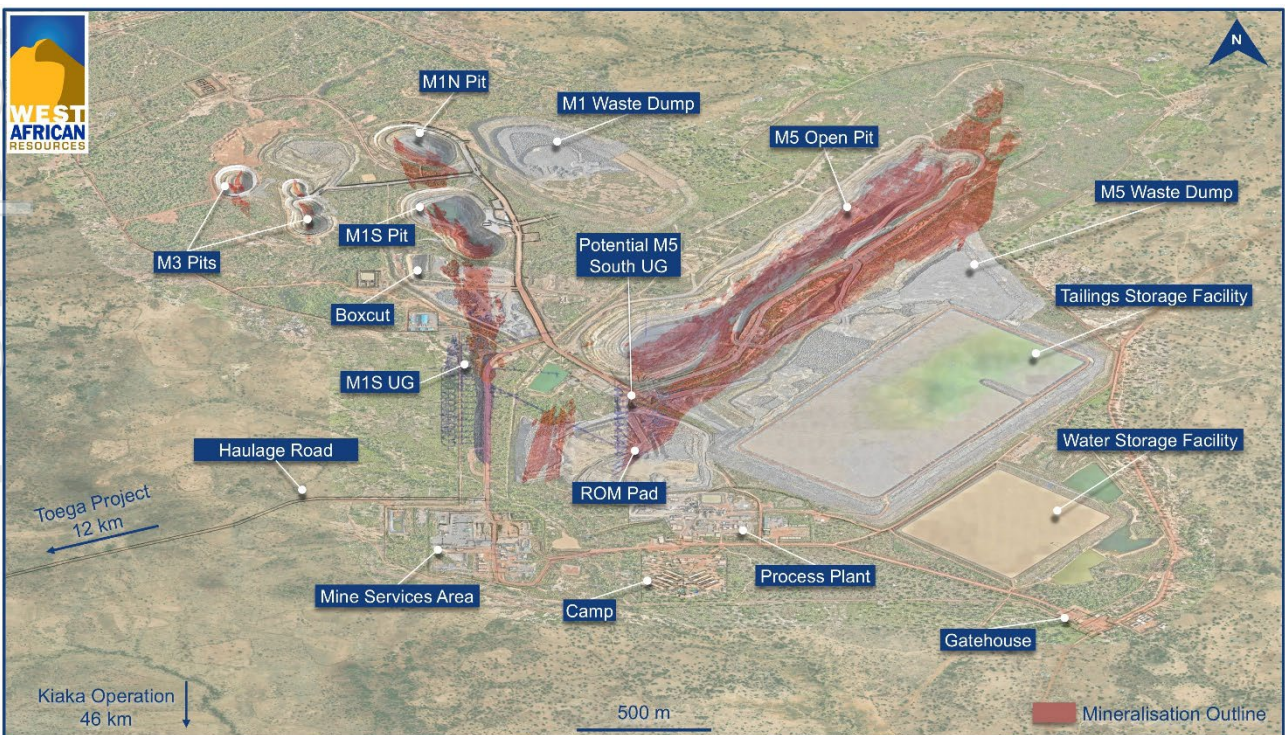 WEST
AFRICAN
RESOURCES
N
M1N Pit
M1 Waste Dump
M5 Open Pit
M5 Waste Dump
M1S Pit
Potential M5
South UG
M3 Pits
Tailings Storage Facility
Boxcut
M1S UG
Water Storage Facility
Haulage Road
ROM Pad
Toega Project
12 km
Process Plant
Mine Services Area
Camp
Gatehouse
Kiaka Operation
46 km
500 m
Mineralisation Outline